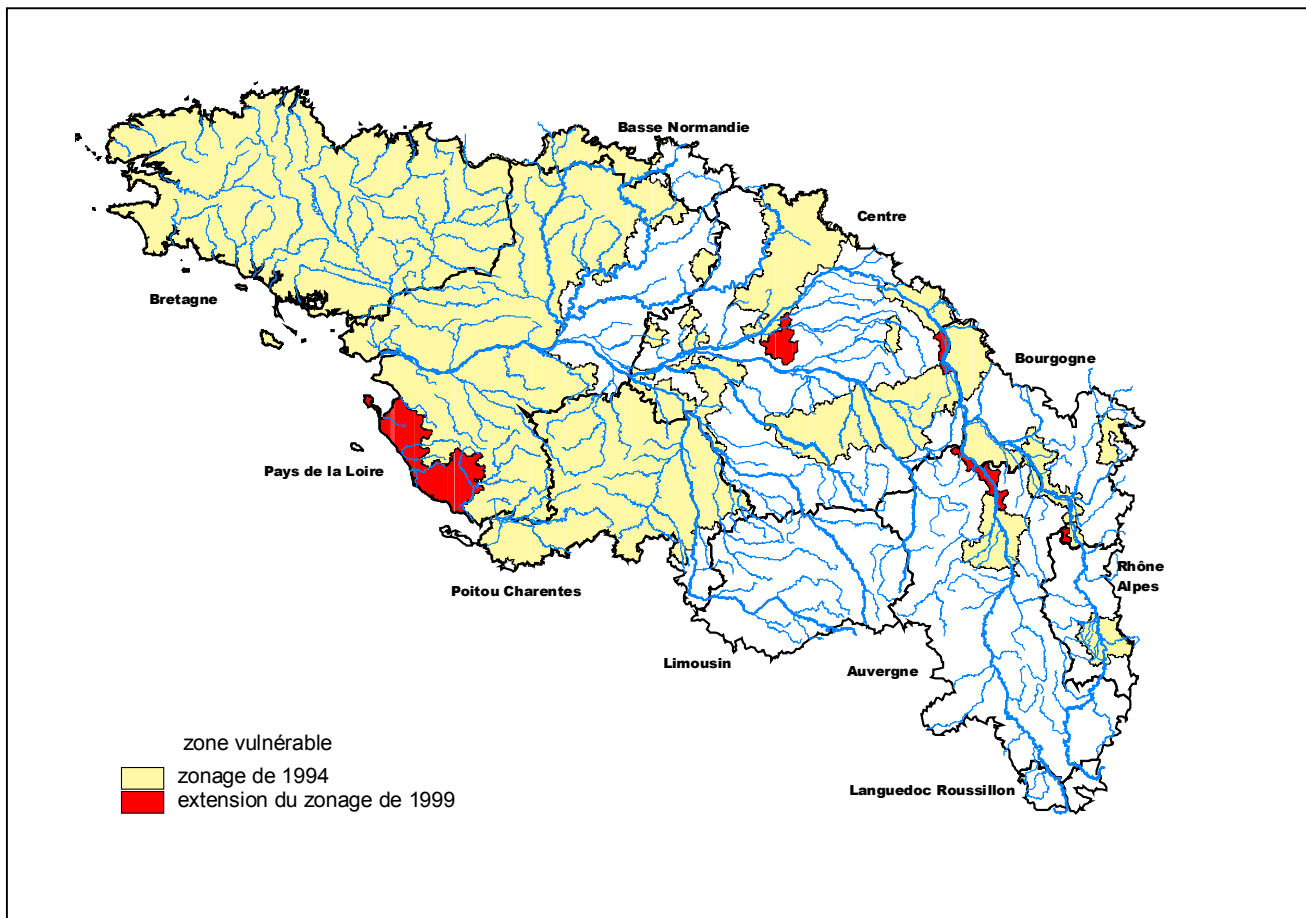 Basse Normandie
Centre
Bretagne
Bourgogne
Pays de la Loire
Rhône
Alpes
Poitou Charentes
Limousin
Auvergne
zone vulnérable
zonage de 1994
extension du zonage de 1999
Languedoc Roussillon